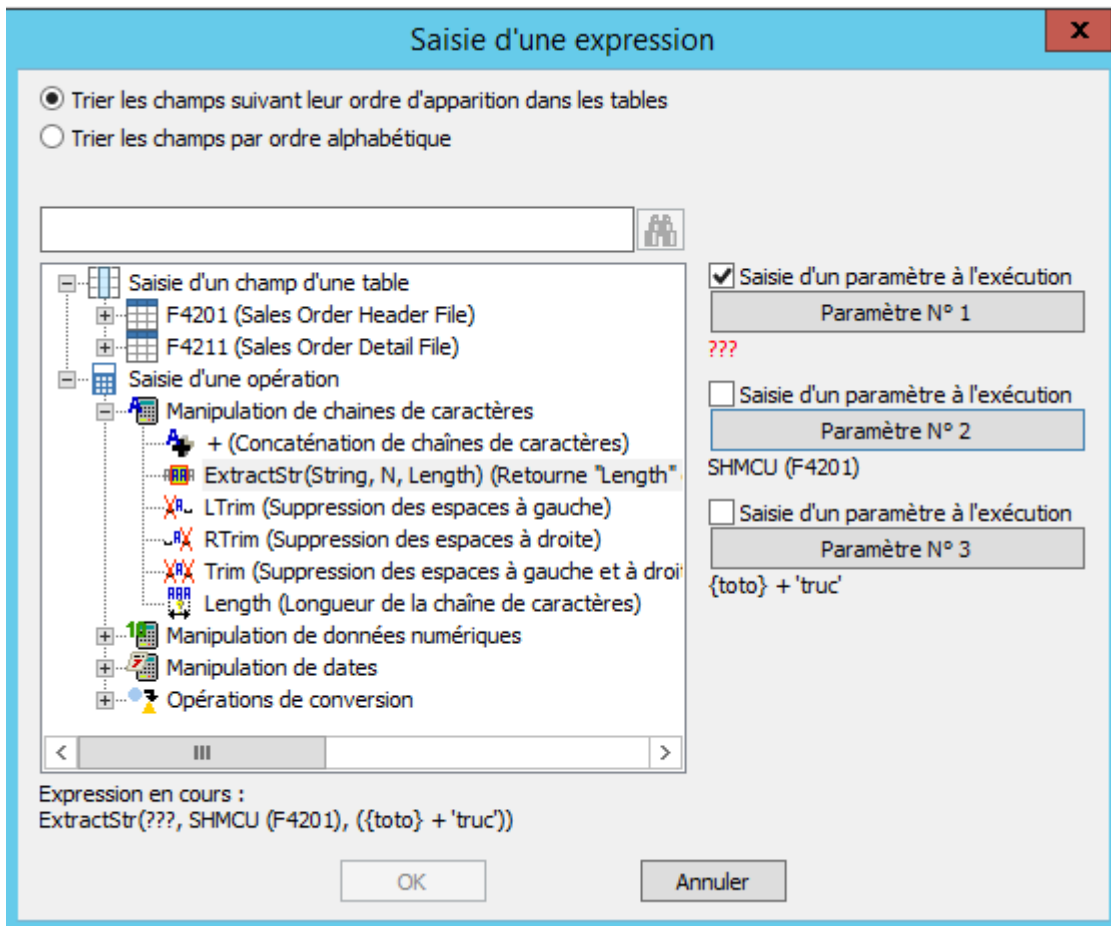 Saisie d'une expression
x
Trier les champs suivant leur ordre d'apparition dans les tables
Trier les champs par ordre alphabétique
Saisie d'un champ d'une table
F4201 (Sales Order Header File)
F4211 (Sales Order Detail File)
Saisie d'une opération
Manipulation de chaines de caractères
+ (Concaténation de chaînes de caractères)
ExtractStr(String, N, Length) (Retourne "Length"
LTrim (Suppression des espaces à gauche)
RTrim (Suppression des espaces à droite)
Trim (Suppression des espaces à gauche et à droi
Length (Longueur de la chaîne de caractères)
Manipulation de données numériques
Manipulation de dates
Opérations de conversion
Saisie d'un paramètre à l'exécution
Paramètre N° 1
???
Saisie d'un paramètre à l'exécution
Paramètre N° 2
SHMCU (F4201)
Saisie d'un paramètre à l'exécution
Paramètre N° 3
{toto} + 'truc'
Expression en cours :
ExtractStr(???, SHMCU (F4201), ({toto} + 'truc'))
OK
Annuler